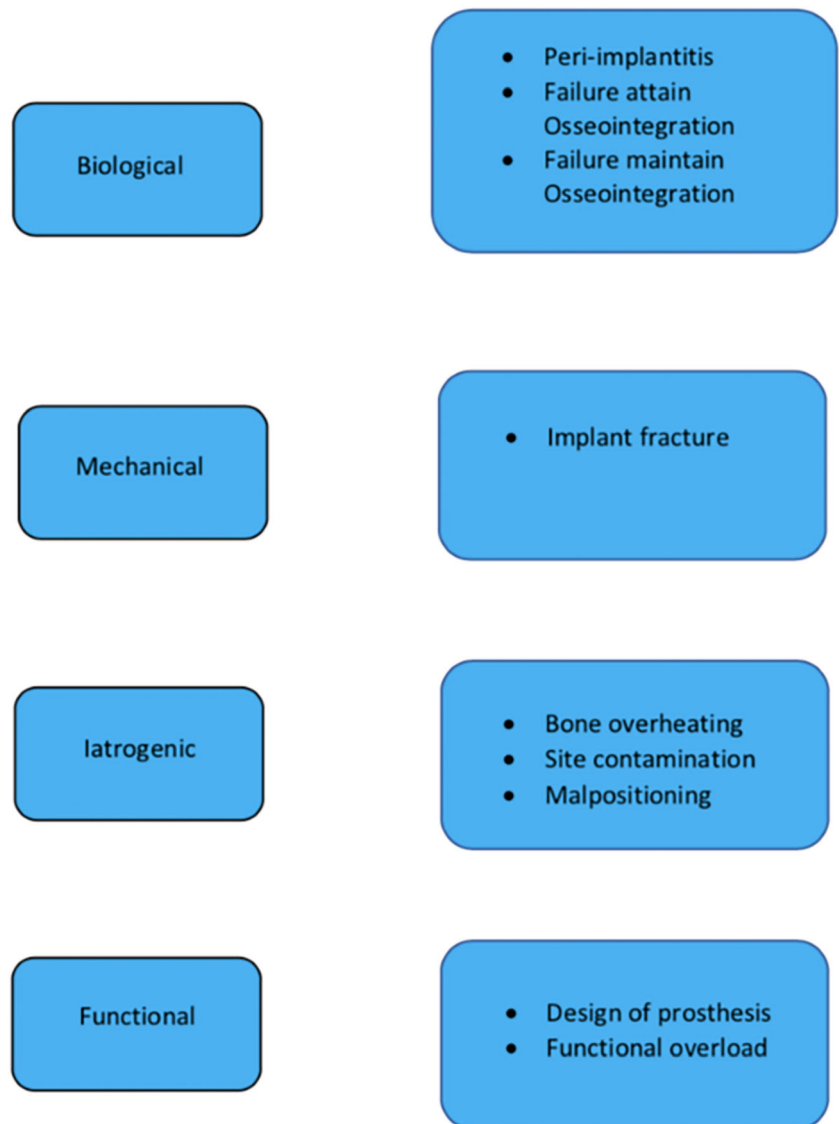 Biological
• Peri-implantitis
• Failure attain
Osseointegration
• Failure maintain
Osseointegration
Mechanical
• Implant fracture
Iatrogenic
• Bone overheating
• Site contamination
• Malpositioning
Functional
• Design of prosthesis
• Functional overload